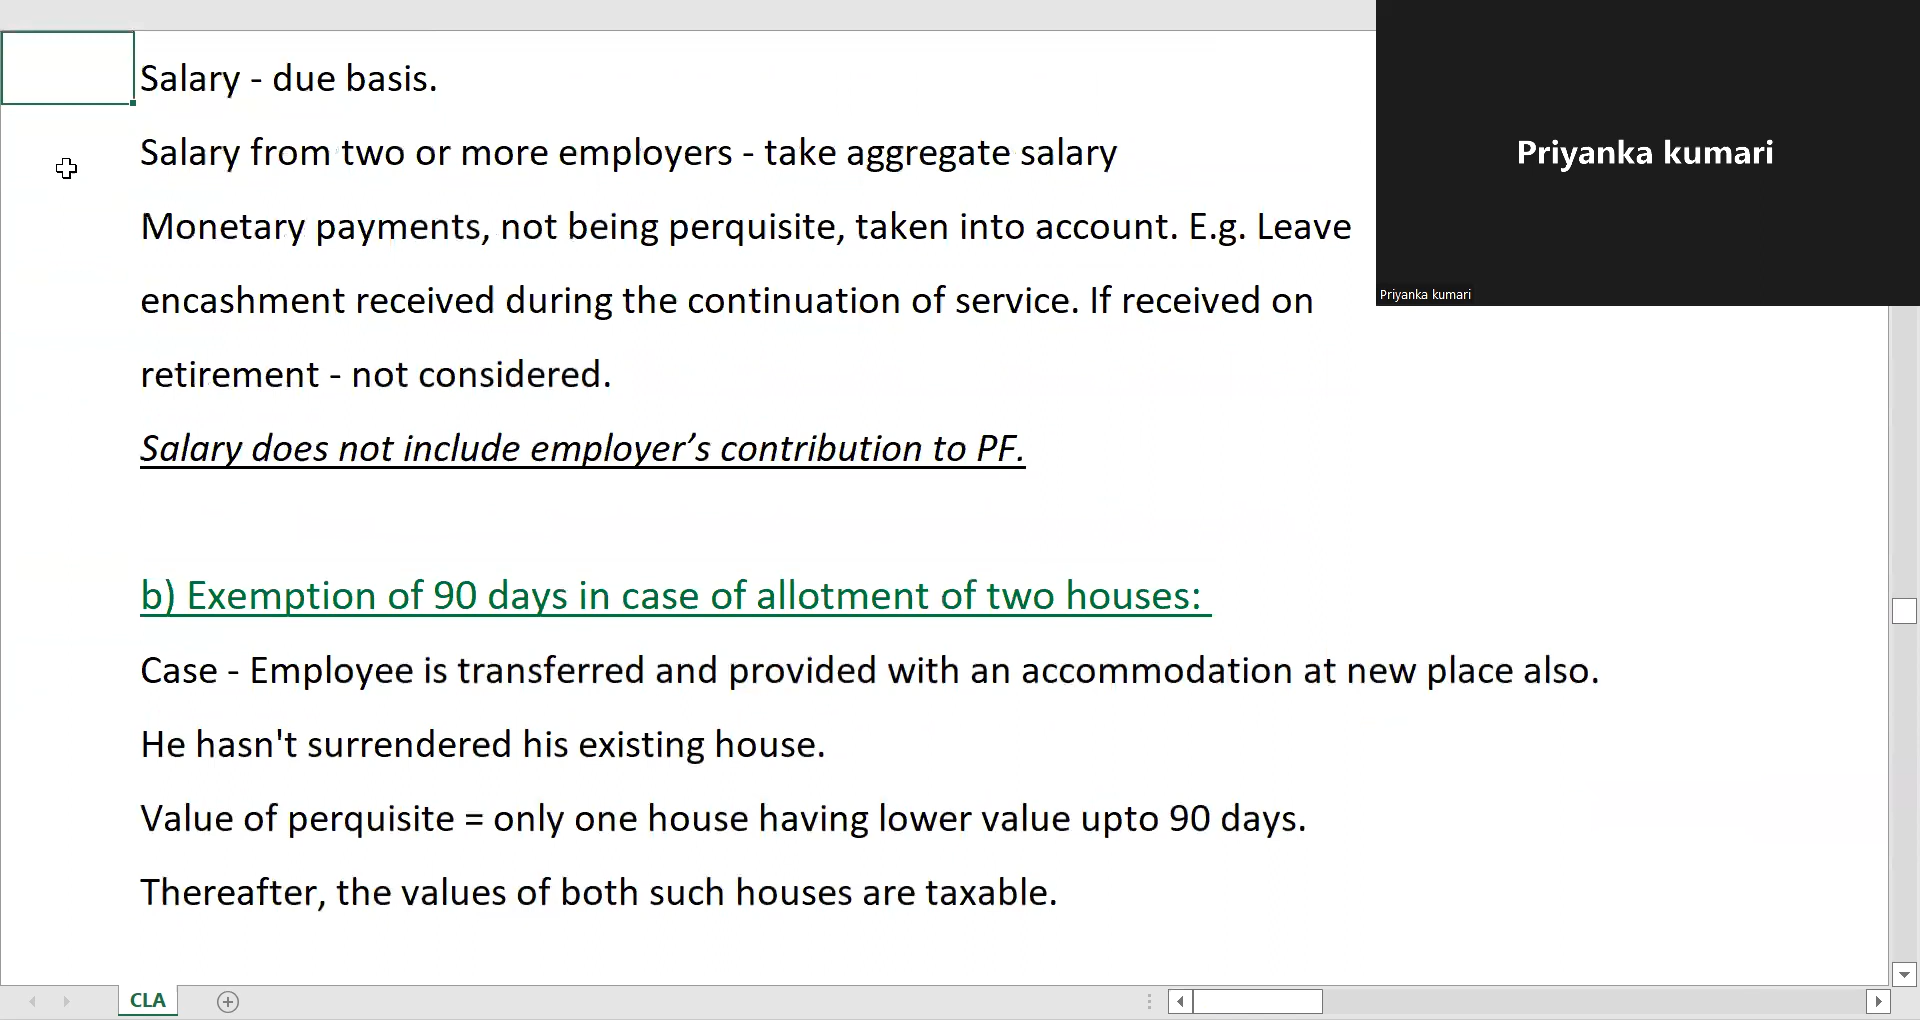 Salary - due basis.
Salary from two or more employers - take aggregate salary
Monetary payments, not being perquisite, taken into account. E.g. Leave
encashment received during the continuation of service. If received on
retirement - not considered.
Salary does not include employer’s contribution to PF.
b) Exemption of 90 days in case of allotment of two houses:
Case - Employee is transferred and provided with an accommodation at new place also.
He hasn't surrendered his existing house.
Value of perquisite = only one house having lower value upto 90 days.
Thereafter, the values of both such houses are taxable.
Priyanka kumari
Priyanka kumari
CLA